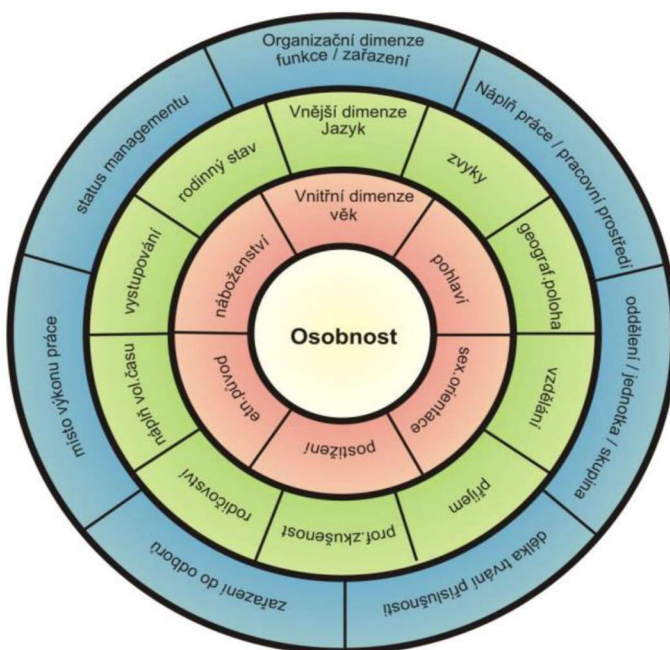 Organizační dimenze
funkce / zařazení
Náplň práce / pracovní prostředí
oddělení / jednotka / skupina
délka trvání příslušnosti
zařazení do odborů
místo výkonu práce
status managementu
Vnější dimenze
Jazyk
zvyky
geograf.poloha
vzdělání
příjem
prof.zkušenost
rodičovství
náplň vol.času
vystupování
rodinný stav
Vnitřní dimenze
věk
pohlaví
sex.orientace
postižení
etn.původ
náboženství
Osobnost